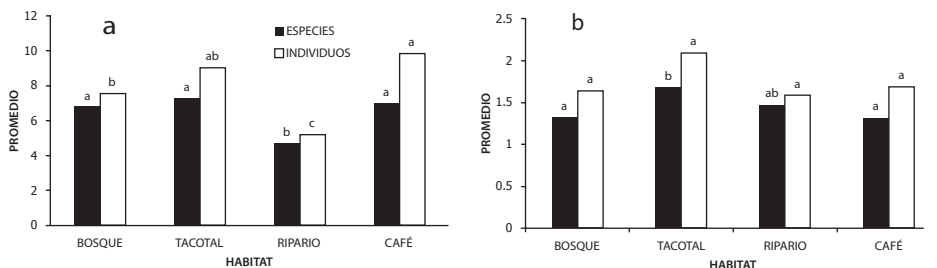 a
ESPECIES
INDIVIDUOS
PROMEDIO
12
10
8
6
4
2
0
a b
a ab
b c
a a
BOSQUE TACOTAL RIPARIO CAFÉ
HABITAT
b
PROMEDIO
2.5
2
1.5
1
0.5
0
a a
b a
ab a
a a
BOSQUE TACOTAL RIPARIO CAFÉ
HABITAT